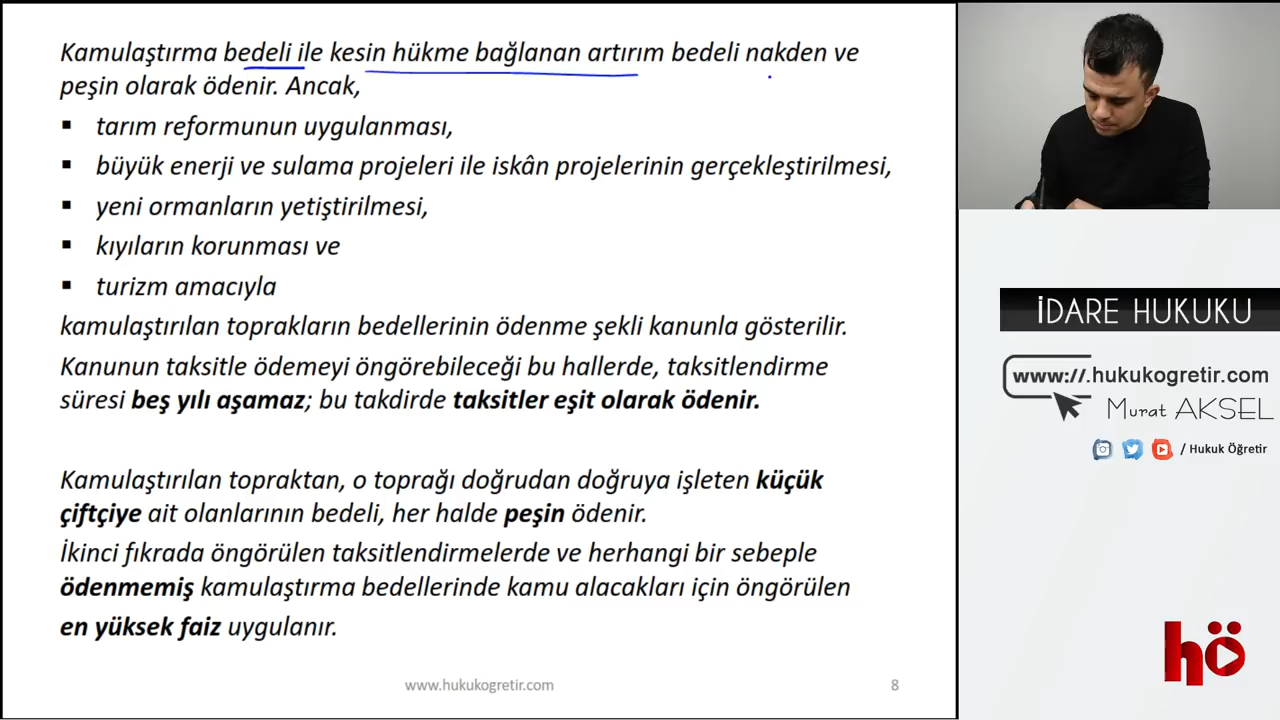 Kamulaştırma bedeli ile kesin hükme bağlanan artırım bedeli nakden ve
peşin olarak ödenir. Ancak,
▪ tarım reformunun uygulanması,
▪ büyük enerji ve sulama projeleri ile iskân projelerinin gerçekleştirilmesi,
▪ yeni ormanların yetiştirilmesi,
▪ kıyıların korunması ve
▪ turizm amacıyla
kamulaştırılan toprakların bedellerinin ödenme şekli kanunla gösterilir.
Kanunun taksitle ödemeyi öngörebileceği bu hallerde, taksitlendirme
süresi beş yılı aşamaz; bu takdirde taksitler eşit olarak ödenir.
Kamulaştırılan topraktan, o toprağı doğrudan doğruya işleten küçük
çiftçiye ait olanlarının bedeli, her halde peşin ödenir.
İkinci fıkrada öngörülen taksitlendirmelerde ve herhangi bir sebeple
ödenmemiş kamulaştırma bedellerinde kamu alacakları için öngörülen
en yüksek faiz uygulanır.
www.hukukogretir.com
8
İDARE HUKUKU
www://.hukukogretir.com
Murat AKSEL
/ Hukuk Öğretir
hö